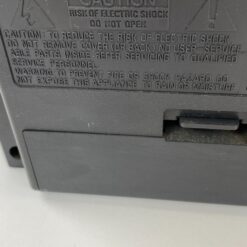 CAUTION
RISK OF ELECTRIC SHOCK
DO NOT OPEN
CAUTION: TO REDUCE THE RISK OF ELECTRIC SHOCK
DO NOT REMOVE COVER OR BACK. NO USER-SERVICE-
ABLE PARTS INSIDE REFER SERVICING TO QUALIFIED
SERVICE PERSONNEL.
WARNING: TO PREVENT FIRE OR SHOCK HAZARD DO
NOT EXPOSE THIS APPLIANCE TO RAIN OR MOISTURE